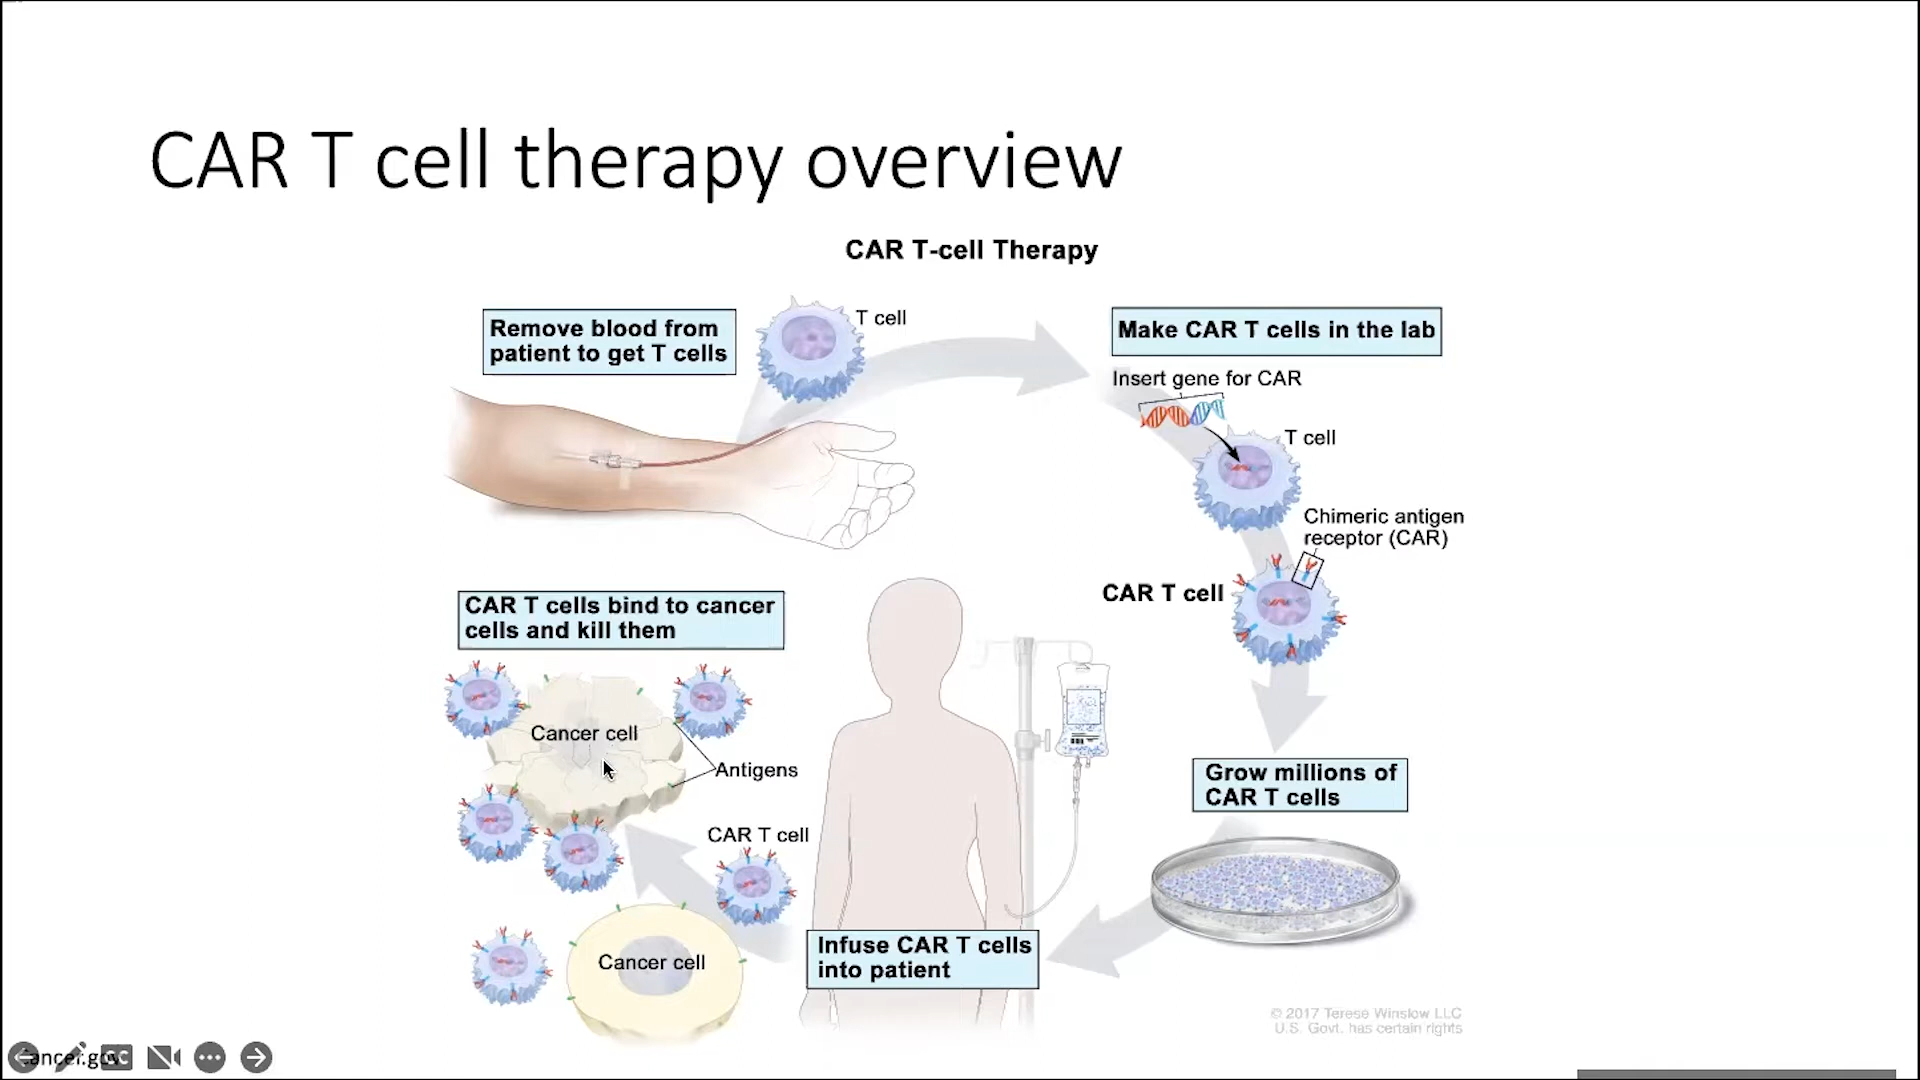 CAR T cell therapy overview
CAR T-cell Therapy
Remove blood from
patient to get T cells
T cell
Make CAR T cells in the lab
Insert gene for CAR
T cell
Chimeric antigen
receptor (CAR)
CAR T cell
Grow millions of
CAR T cells
Infuse CAR T cells
into patient
CAR T cells bind to cancer
cells and kill them
Cancer cell
Antigens
CAR T cell
Cancer cell
© 2017 Terese Winslow LLC
U.S. Govt. has certain rights
cancer.gov
CC